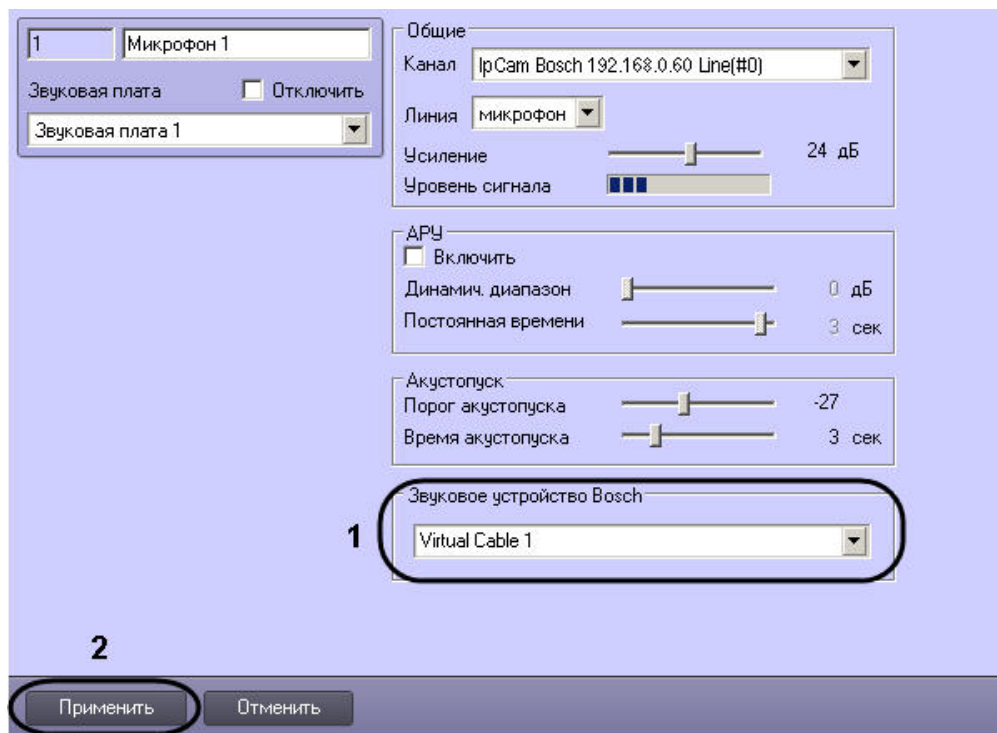 1
Микрофон 1
Звуковая плата
Отключить
Звуковая плата 1
Общие
Канал IpCam Bosch 192.168.0.60 Line(#0)
Линия микрофон
Усиление 24 дБ
Уровень сигнала
АРУ
Включить
Динамич. диапазон 0 дБ
Постоянная времени 3 сек
Акустопуск
Порог акустопуска -27
Время акустопуска 3 сек
Звуковое устройство Bosch
1
Virtual Cable 1
2
Применить Отменить